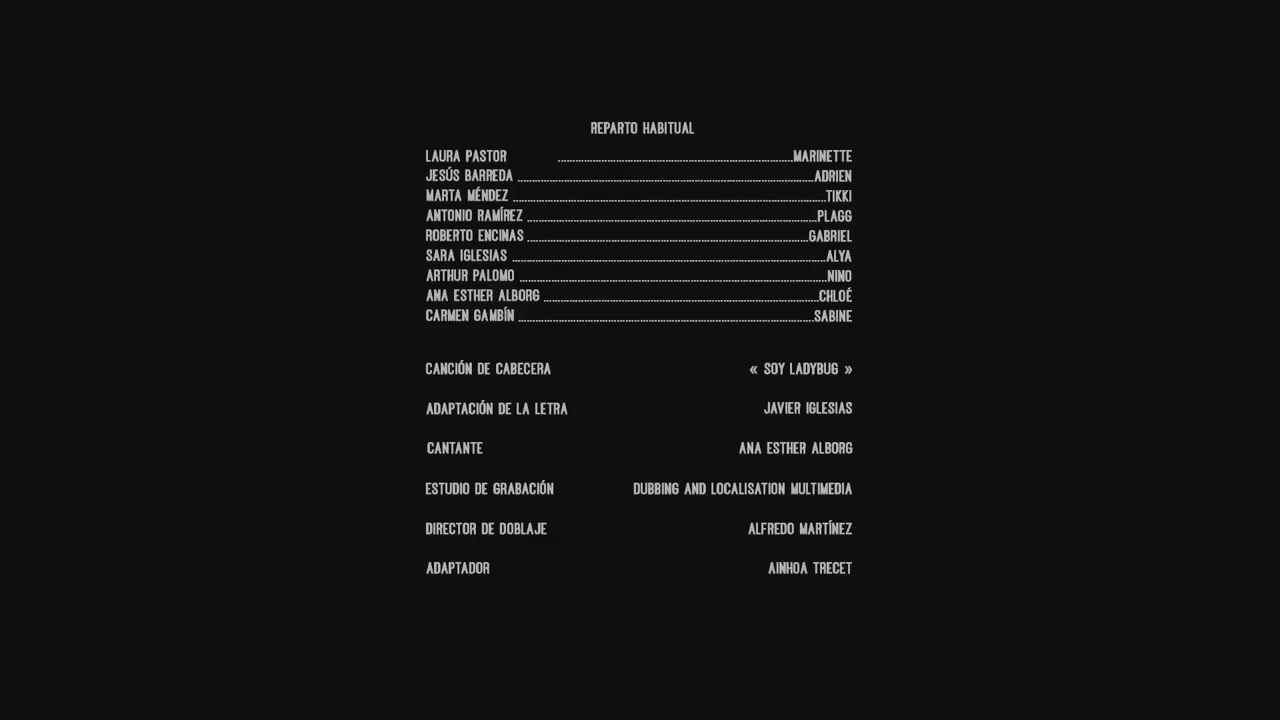 REPARTO HABITUAL
LAURA PASTOR ........................................MARINETTE
JESÚS BARREDA ........................................ADRIEN
MARTA MÉNDEZ ........................................TIKKI
ANTONIO RAMÍREZ ........................................PLAGG
ROBERTO ENCINAS ........................................GABRIEL
SARA IGLESIAS ........................................ALYA
ARTHUR PALOMO ........................................NINO
ANA ESTHER ALBORG ........................................CHLOÉ
CARMEN GAMBÍN ........................................SABINE
CANCIÓN DE CABECERA « SOY LADYBUG »
ADAPTACIÓN DE LA LETRA JAVIER IGLESIAS
CANTANTE ANA ESTHER ALBORG
ESTUDIO DE GRABACIÓN DUBBING AND LOCALISATION MULTIMEDIA
DIRECTOR DE DOBLAJE ALFREDO MARTÍNEZ
ADAPTADOR AINHOA TRECET